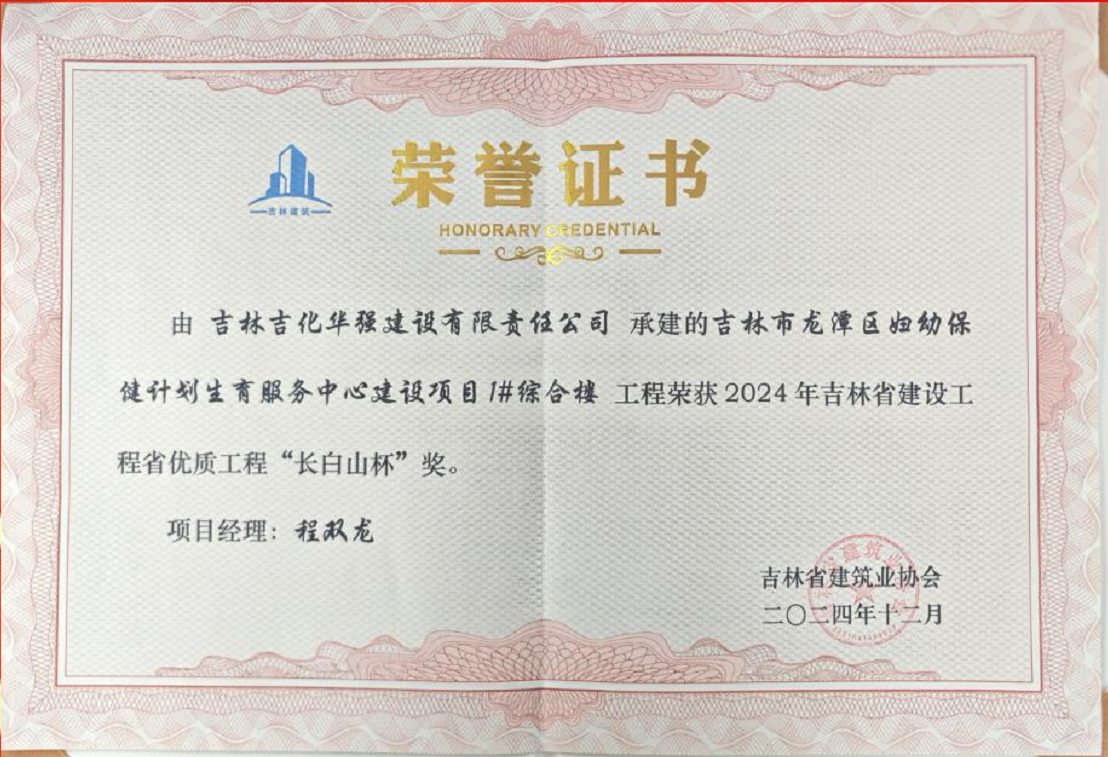 吉林建筑
荣誉证书
HONORARY CREDENTIAL
由 吉林吉化华强建设有限责任公司 承建的吉林市龙潭区妇幼保
健计划生育服务中心建设项目1#综合楼 工程荣获2024年吉林省建设工
程省优质工程“长白山杯”奖。
项目经理：程双龙
吉林省建筑业协会
二〇二四年十二月